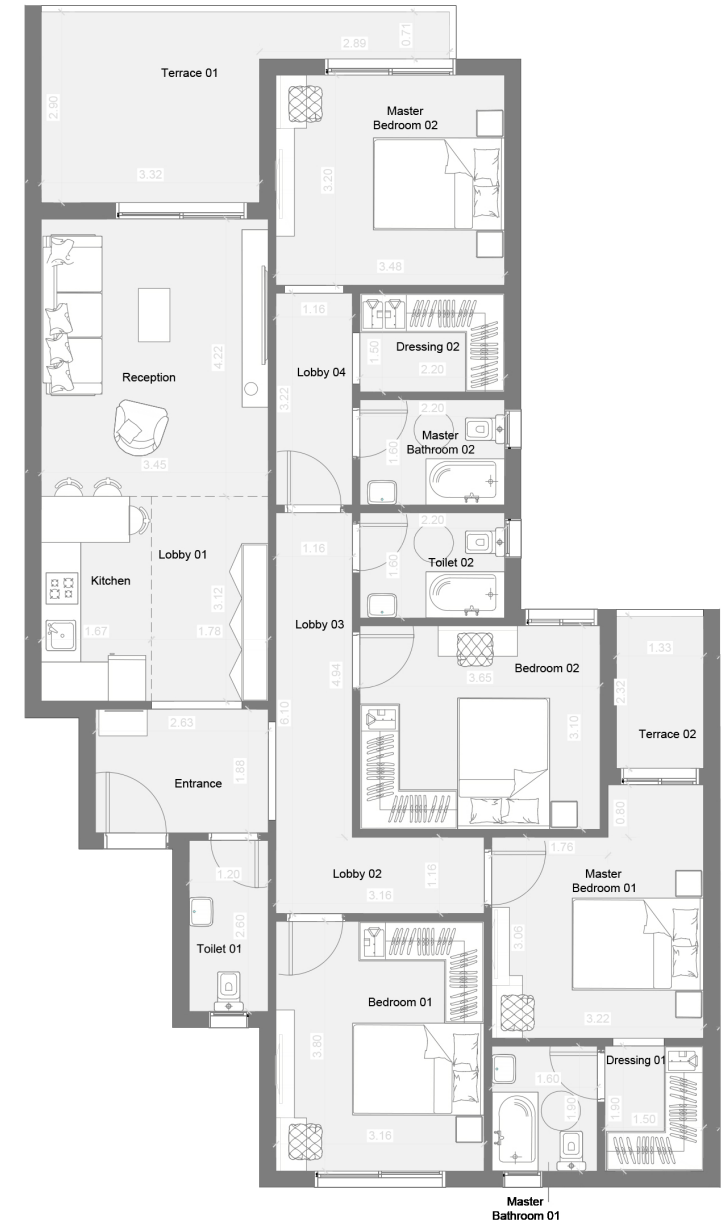 2.89
0.71
Terrace 01
2.90
3.32
Master
Bedroom 02
3.20
3.48
1.16
Lobby 04
3.22
1.50
Dressing 02
2.20
Reception
4.22
3.45
2.20
Master
Bathroom 02
1.60
2.20
Toilet 02
1.60
1.16
Lobby 03
4.94
6.10
Lobby 01
Kitchen
3.12
1.67
1.78
Bedroom 02
3.65
3.10
1.33
2.32
Terrace 02
2.63
1.88
Entrance
0.80
1.76
Master
Bedroom 01
3.06
3.22
Lobby 02
3.16
1.16
1.20
2.60
Toilet 01
Bedroom 01
3.80
3.16
Dressing 01
1.60
1.90
1.90
1.50
Master
Bathroom 01